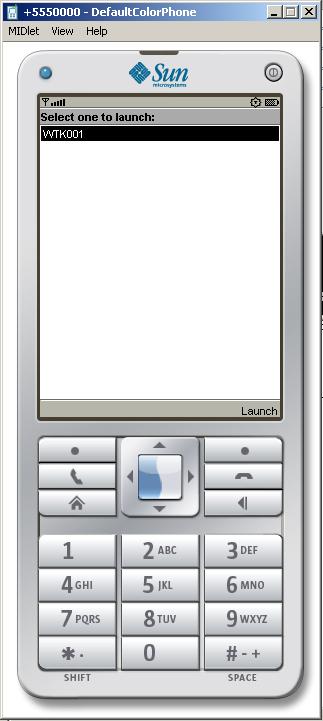 +5550000 - DefaultColorPhone
MIDlet View Help
Sun
microsystems
Select one to launch:
WTK001
Launch
1 2 ABC 3 DEF
4 GHI 5 JKL 6 MNO
7 PQRS 8 TUV 9 WXYZ
* . 0 # - +
SHIFT SPACE